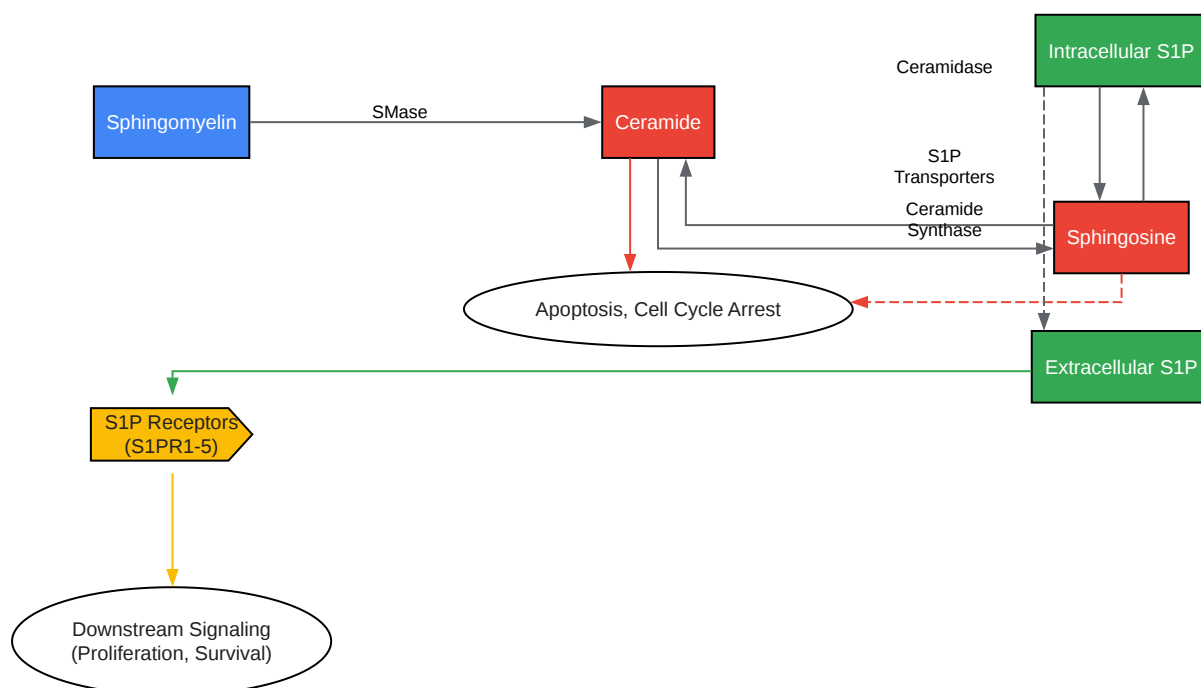 Intracellular S1P
Ceramidase
Sphingomyelin
SMase
Ceramide
S1P
Transporters
Ceramide
Synthase
Sphingosine
Apoptosis, Cell Cycle Arrest
Extracellular S1P
S1P Receptors
(S1PR1-5)
Downstream Signaling
(Proliferation, Survival)